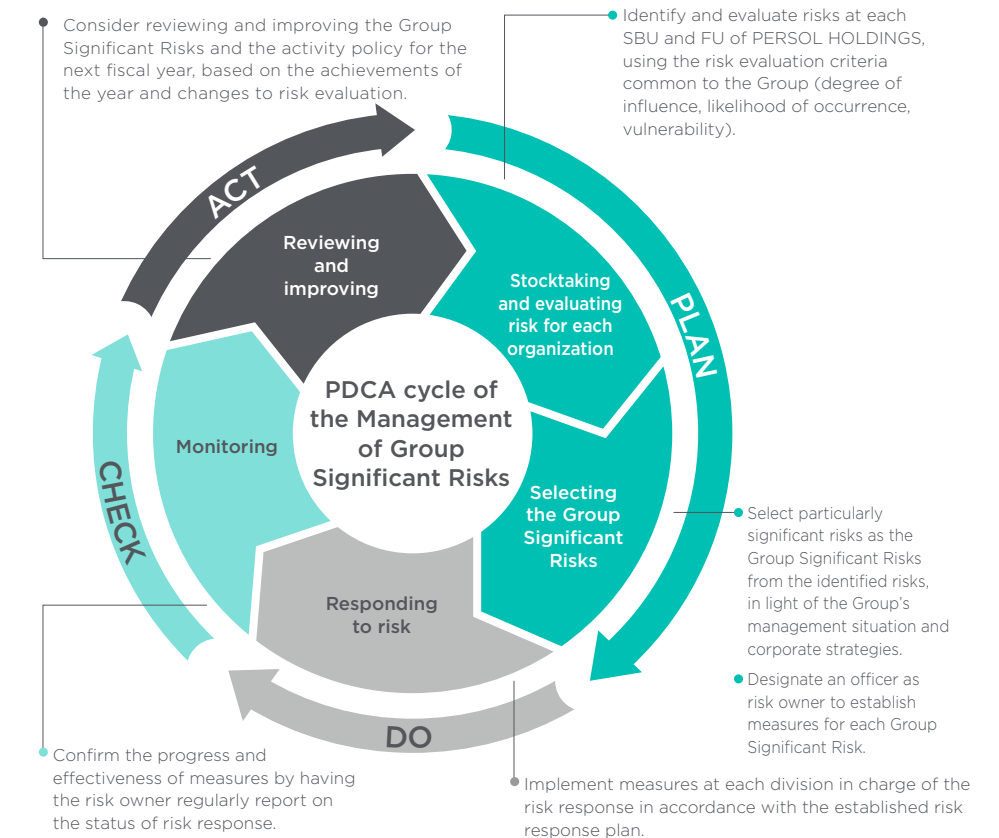 Consider reviewing and improving the Group
Significant Risks and the activity policy for the
next fiscal year, based on the achievements of
the year and changes to risk evaluation.
Identify and evaluate risks at each
SBU and FU of PERSOL HOLDINGS,
using the risk evaluation criteria
common to the Group (degree of
influence, likelihood of occurrence,
vulnerability).
ACT
PLAN
Reviewing
and
improving
Stocktaking
and evaluating
risk for each
organization
PDCA cycle of
the Management
of Group
Significant Risks
Monitoring
CHECK
Selecting
the Group
Significant
Risks
Responding
to risk
DO
Select particularly
significant risks as the
Group Significant Risks
from the identified risks,
in light of the Group's
management situation and
corporate strategies.
Designate an officer as
risk owner to establish
measures for each Group
Significant Risk.
Confirm the progress and
effectiveness of measures by having
the risk owner regularly report on
the status of risk response.
Implement measures at each division in charge of the
risk response in accordance with the established risk
response plan.